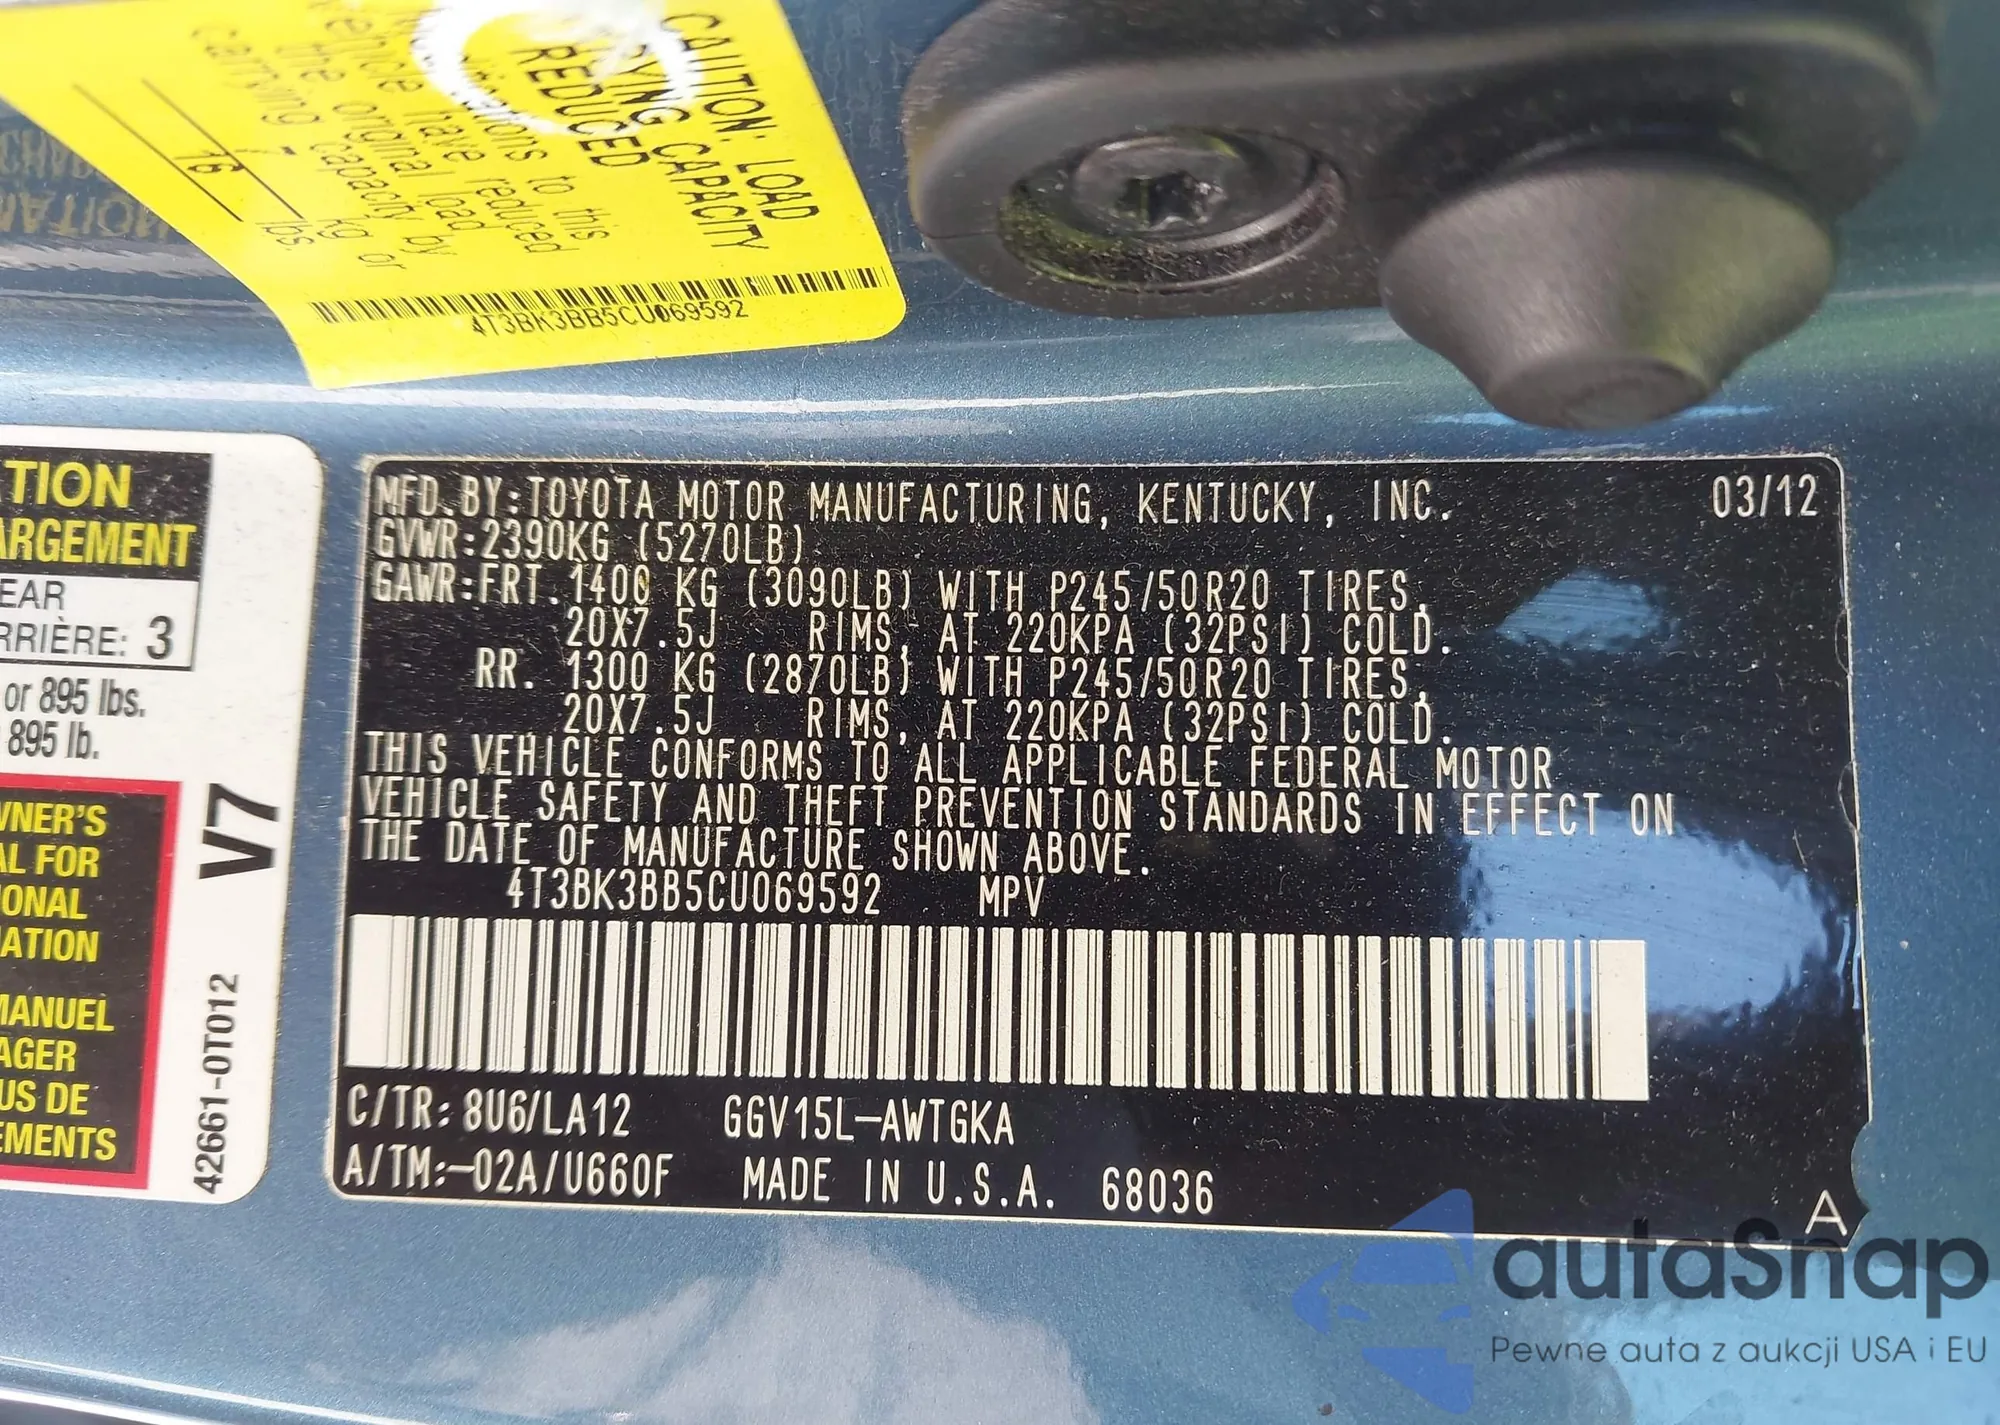 CAUTION: LOAD
CAPACITY
REDUCED
to this
vehicle have reduced
the original load
carrying capacity by
7 kg or
16 lbs
4T3BK3BB5CU069592
TION
ARGEMENT
EAR
RRIÈRE: 3
or 895 lbs.
895 lb.
WNER'S
AL FOR
IONAL
MATION
MANUEL
AGER
US DE
EMENTS
V7
42661-0T012
MFD.BY:TOYOTA MOTOR MANUFACTURING, KENTUCKY, INC. 03/12
GVWR:2390KG (5270LB)
GAWR:FRT. 1400 KG (3090LB) WITH P245/50R20 TIRES,
20X7.5J RIMS, AT 220KPA (32PSI) COLD.
RR. 1300 KG (2870LB) WITH P245/50R20 TIRES,
20X7.5J RIMS, AT 220KPA (32PSI) COLD.
THIS VEHICLE CONFORMS TO ALL APPLICABLE FEDERAL MOTOR
VEHICLE SAFETY AND THEFT PREVENTION STANDARDS IN EFFECT ON
THE DATE OF MANUFACTURE SHOWN ABOVE.
4T3BK3BB5CU069592 MPV
C/TR: 8U6/LA12 GGV15L-AWTGKA
A/TM:-02A/U660F MADE IN U.S.A. 68036
A
autaSnap
Pewne auta z aukcji USA i EU